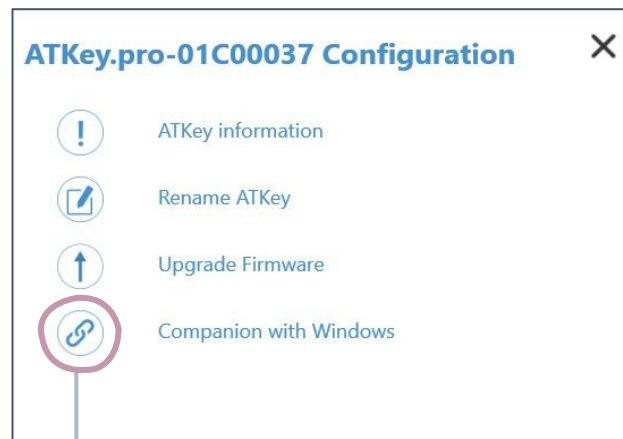 ATKey.pro-01C00037 Configuration
ATKey information
Rename ATKey
Upgrade Firmware
Companion with Windows